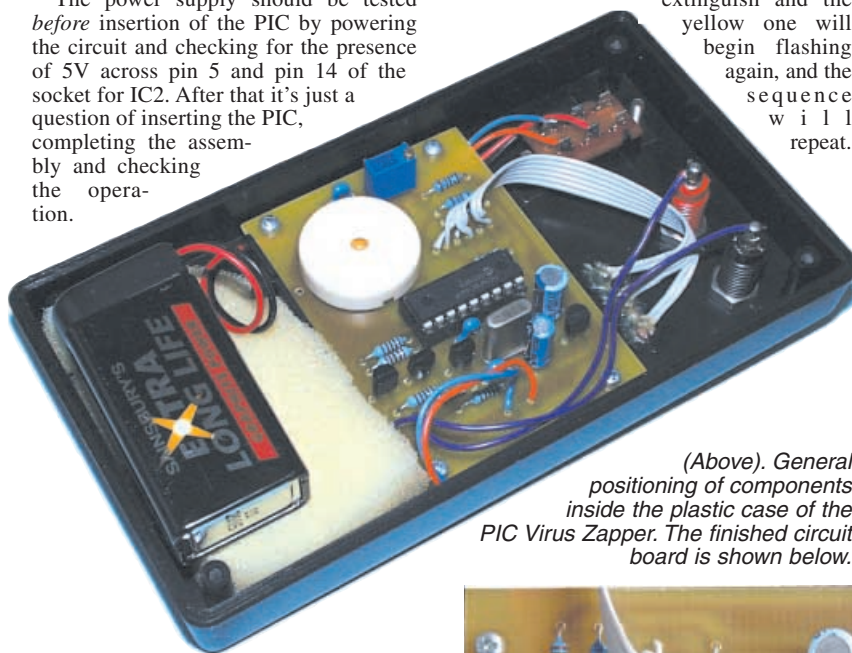 The power supply should be tested
before insertion of the PIC by powering
the circuit and checking for the presence
of 5V across pin 5 and pin 14 of the
socket for IC2. After that it's just a
question of inserting the PIC,
completing the assem-
bly and checking
the opera-
tion.
extinguish and the
yellow one will
begin flashing
again, and the
sequence
will
repeat.
SAINSBURY'S
EXTRA
LONG LIFE
(Above). General
positioning of components
inside the plastic case of the
PIC Virus Zapper. The finished circuit
board is shown below.